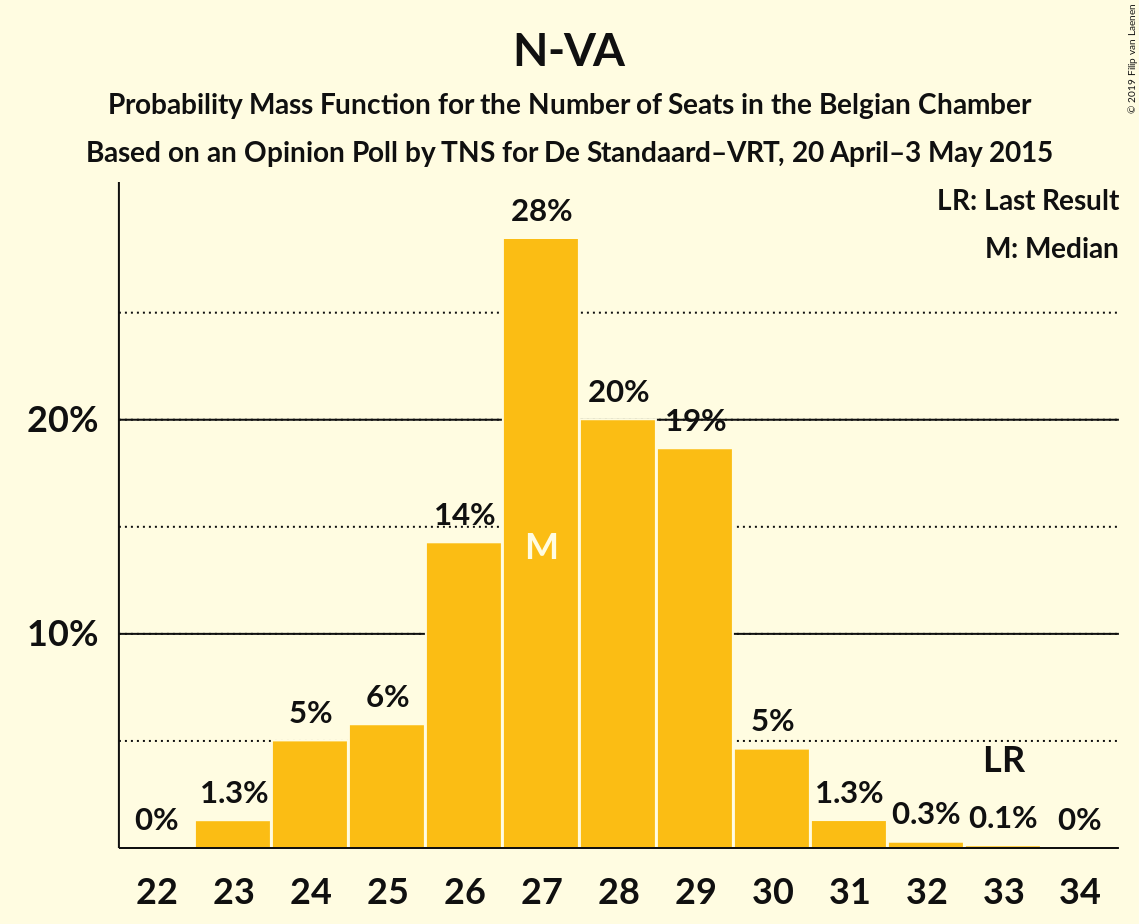 N-VA
Probability Mass Function for the Number of Seats in the Belgian Chamber
Based on an Opinion Poll by TNS for De Standaard–VRT, 20 April–3 May 2015
© 2019 Filip van Laenen
LR: Last Result
M: Median
28%
20%
19%
20%
14%
M
10%
6%
5%
5%
LR
1.3%
1.3%
0.3%
0.1%
0%
0%
22 23 24 25 26 27 28 29 30 31 32 33 34